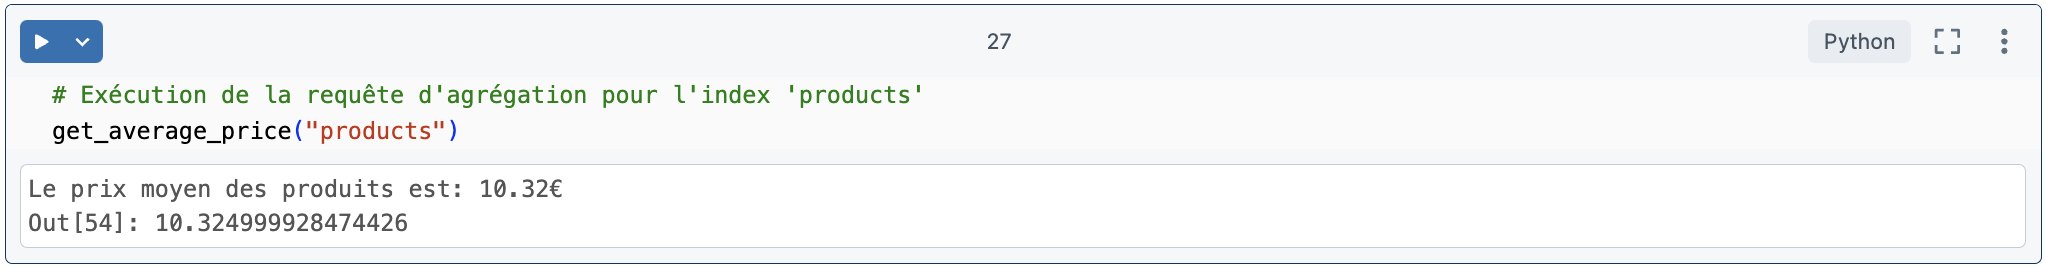 27
Python
# Exécution de la requête d'agrégation pour l'index 'products'
get_average_price("products")
Le prix moyen des produits est: 10.32€
Out[54]: 10.324999928474426